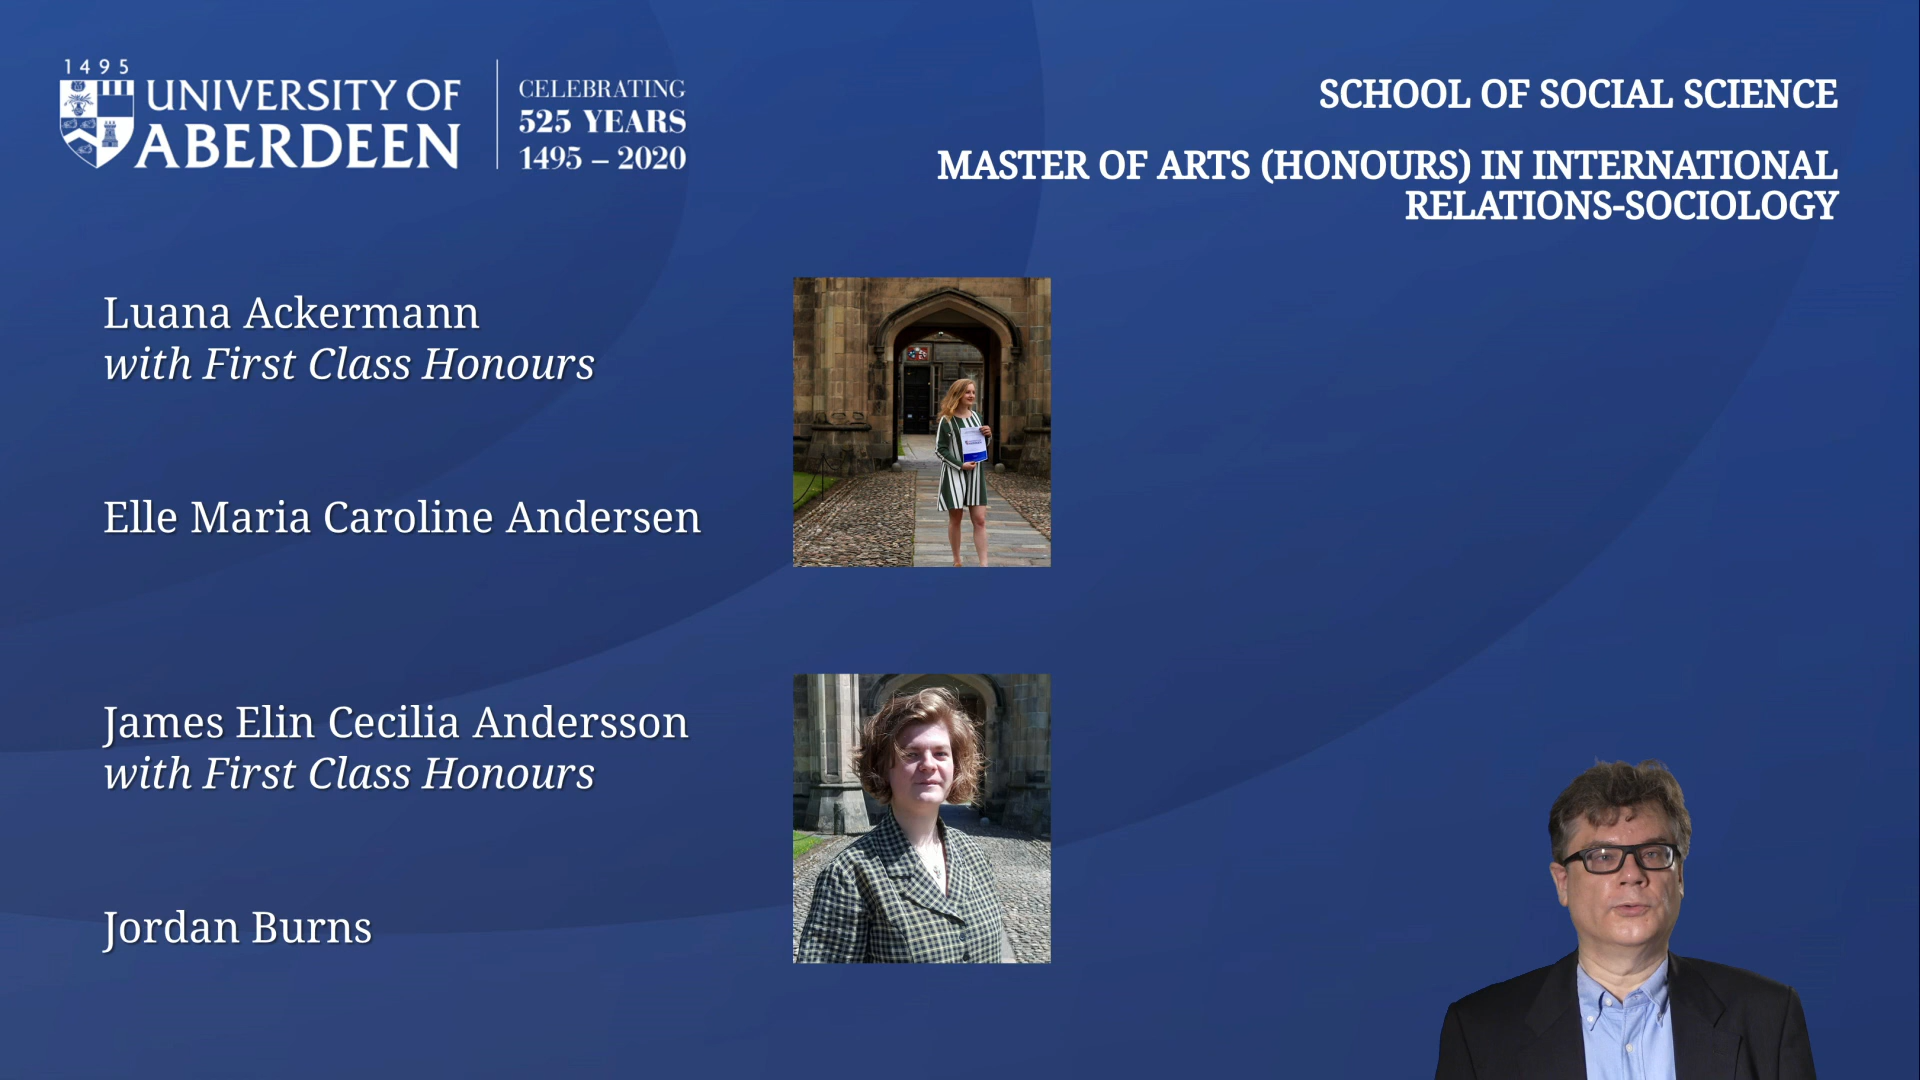 1495
UNIVERSITY OF
ABERDEEN
CELEBRATING
525 YEARS
1495 – 2020
SCHOOL OF SOCIAL SCIENCE
MASTER OF ARTS (HONOURS) IN INTERNATIONAL
RELATIONS-SOCIOLOGY
Luana Ackermann
with First Class Honours
Elle Maria Caroline Andersen
James Elin Cecilia Andersson
with First Class Honours
Jordan Burns